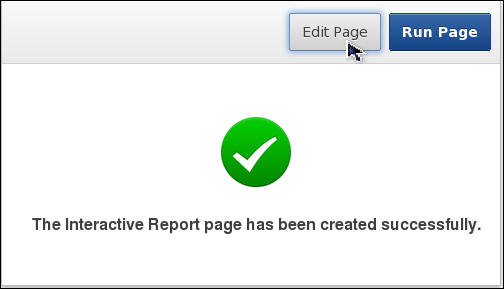 Edit Page Run Page
The Interactive Report page has been created successfully.